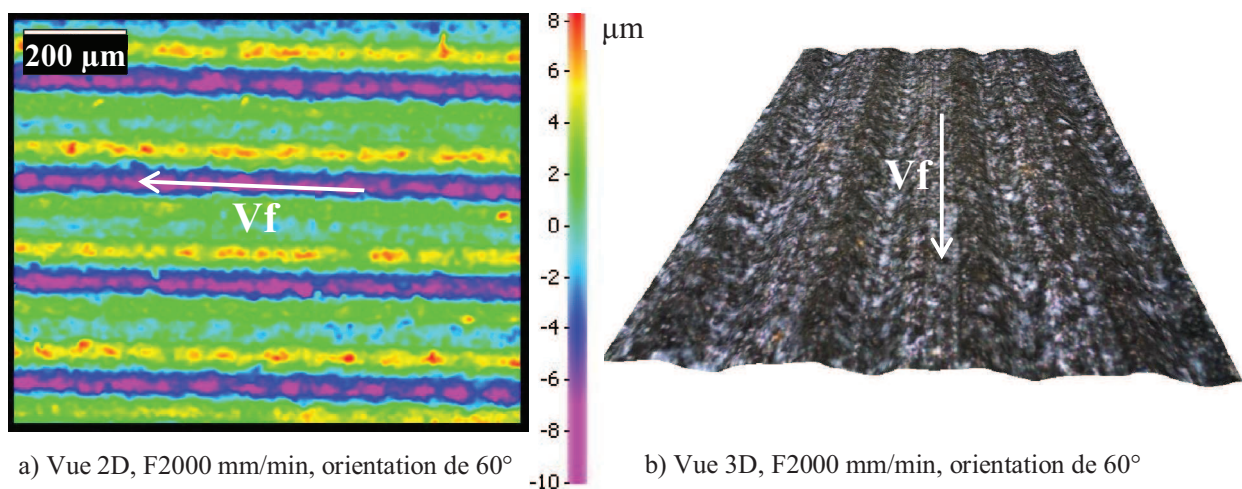 200 µm
Vf
8
6
4
2
0
-2
-4
-6
-8
-10
µm
Vf
a) Vue 2D, F2000 mm/min, orientation de 60°
b) Vue 3D, F2000 mm/min, orientation de 60°